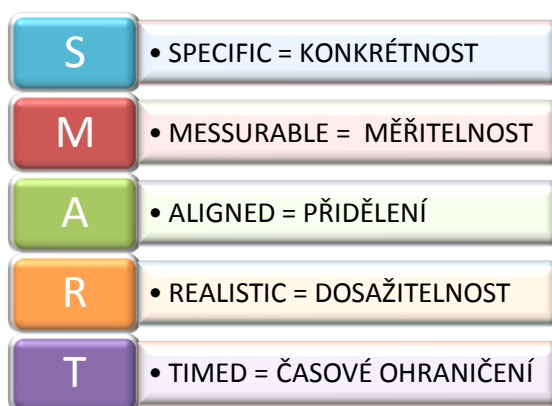 S • SPECIFIC = KONKRÉTNOST
M • MESSURABLE = MĚŘITELNOST
A • ALIGNED = PŘIDĚLENÍ
R • REALISTIC = DOSAŽITELNOST
T • TIMED = ČASOVÉ OHRANIČENÍ